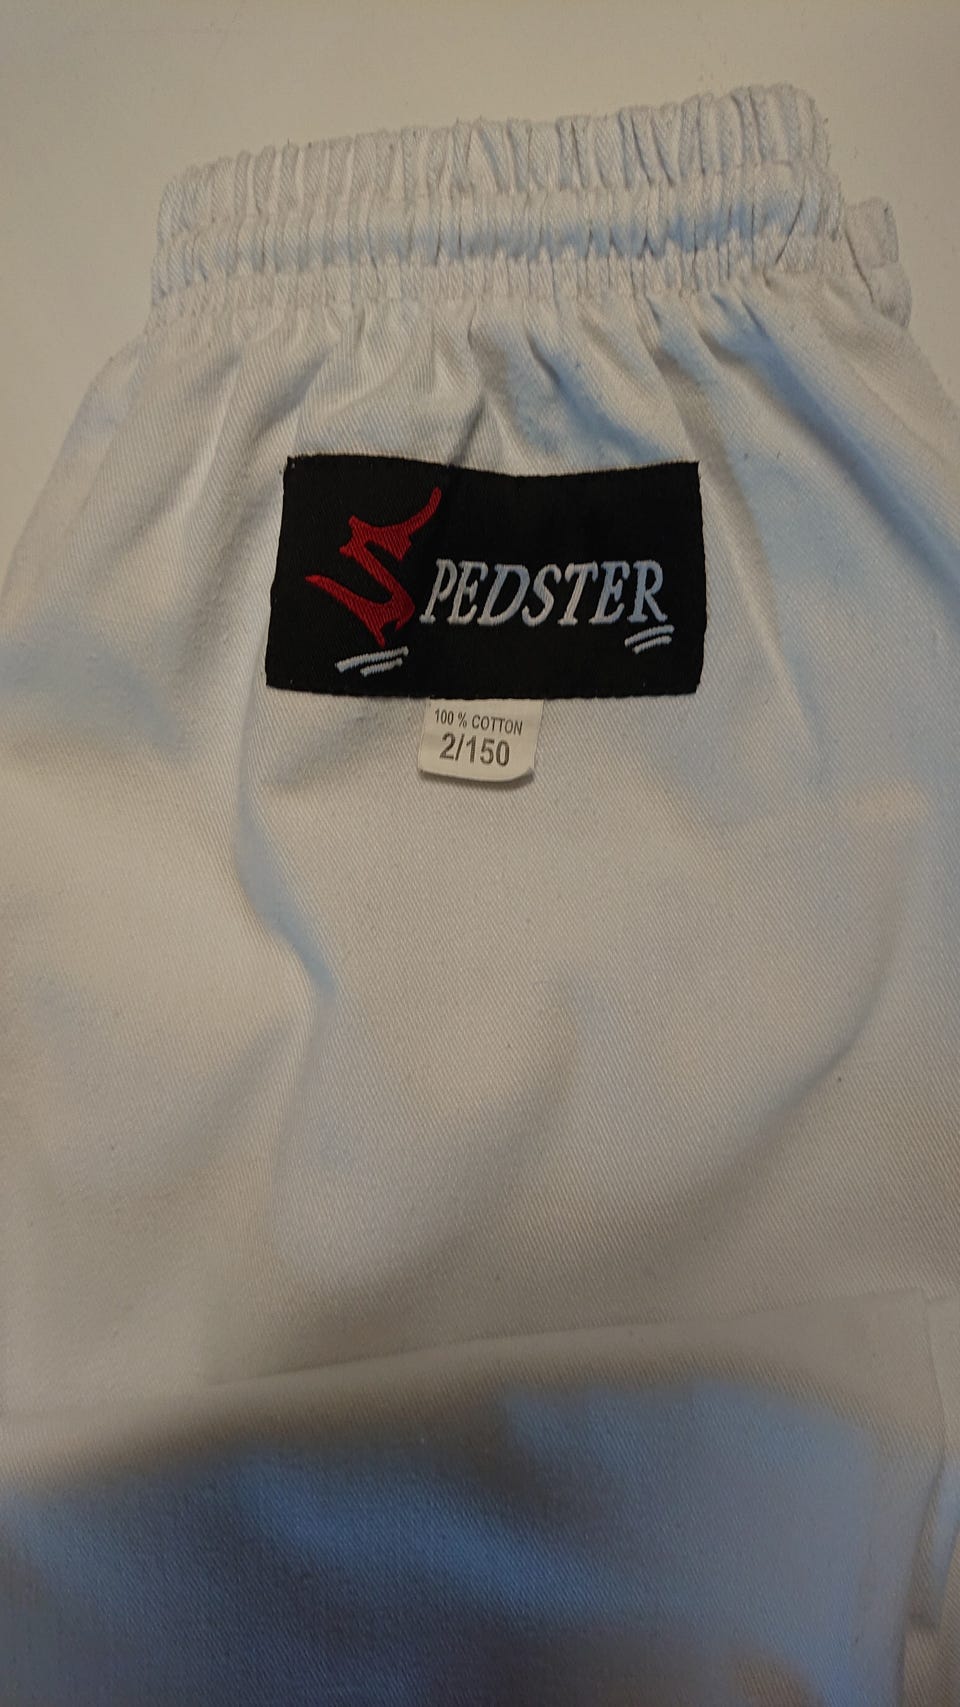 SPEDSTER
100 % COTTON
2/150